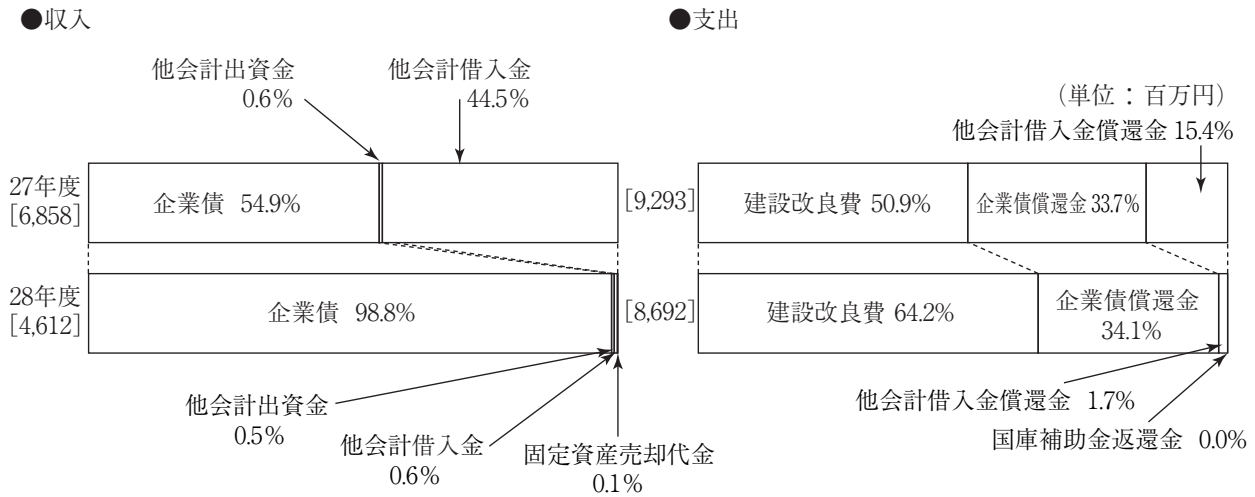 ●収入
他会計出資金
0.6%
他会計借入金
44.5%
27年度
[6,858]
企業債 54.9%
28年度
[4,612]
企業債 98.8%
他会計出資金
0.5%
他会計借入金
0.6%
固定資産売却代金
0.1%
●支出
(単位：百万円)
他会計借入金償還金 15.4%
[9,293]
建設改良費 50.9%
企業債償還金 33.7%
[8,692]
建設改良費 64.2%
企業債償還金
34.1%
他会計借入金償還金 1.7%
国庫補助金返還金 0.0%